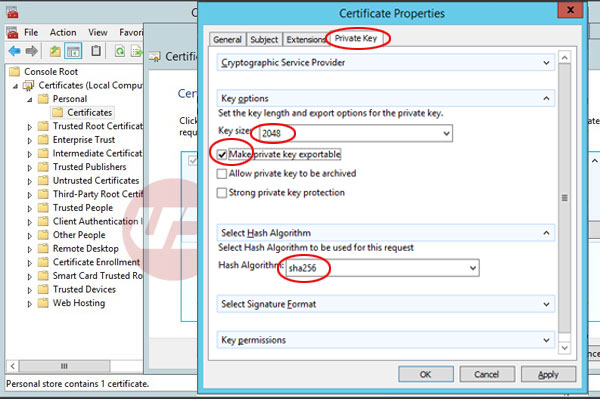 File Action View Favori
Console Root
Certificates (Local Compu
Personal
Certificates
Trusted Root Certificat
Enterprise Trust
Intermediate Certificat
Trusted Publishers
Untrusted Certificates
Third-Party Root Certif
Trusted People
Client Authentication I
Other People
Remote Desktop
Certificate Enrollment
Smart Card Trusted Ro
Trusted Devices
Web Hosting
Personal store contains 1 certificate.
Certific
Cer
Click
requ
nce
Certificate Properties
General Subject Extensions Private Key
Cryptographic Service Provider
Key options
Set the key length and export options for the private key.
Key size: 2048
Make private key exportable
Allow private key to be archived
Strong private key protection
Select Hash Algorithm
Select Hash Algorithm to be used for this request
Hash Algorithm: sha256
Select Signature Format
Key permissions
OK Cancel Apply